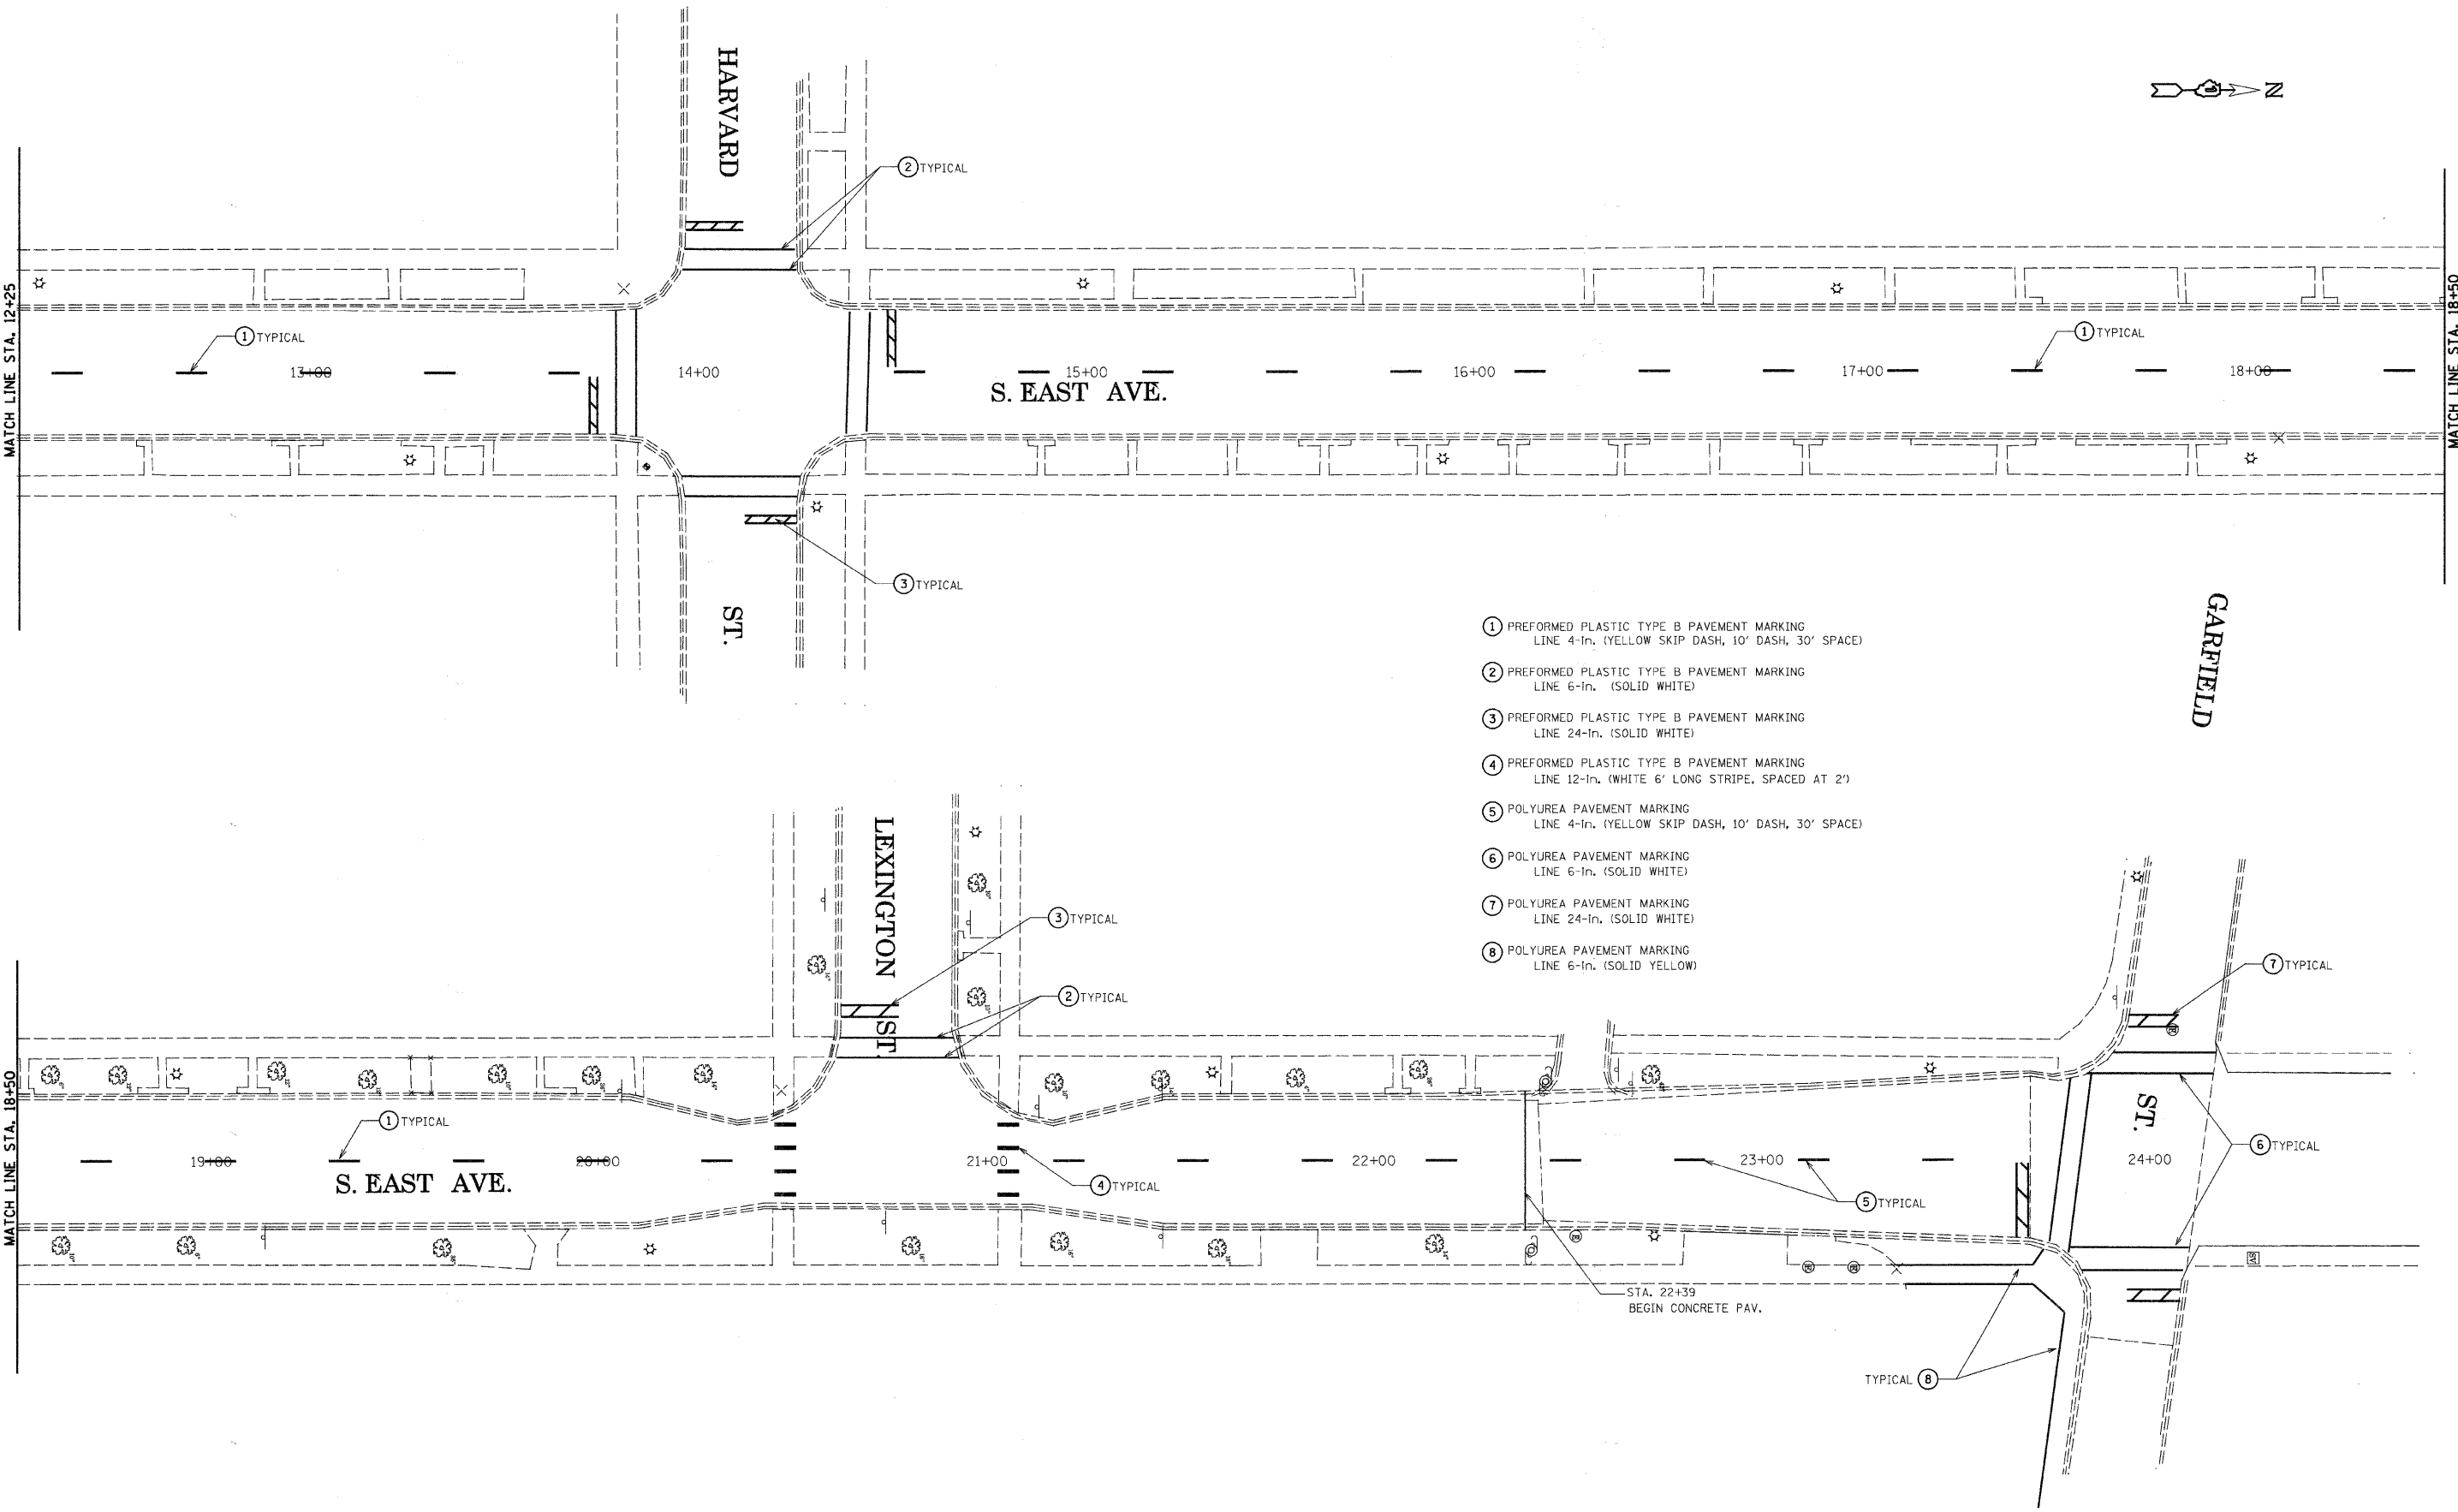 HARVARD
N
2 TYPICAL
MATCH LINE STA. 12+25
MATCH LINE STA. 18+50
1 TYPICAL
1 TYPICAL
13+00
14+00
15+00
16+00
17+00
18+00
S. EAST AVE.
3 TYPICAL
ST.
GARFIELD
1 PREFORMED PLASTIC TYPE B PAVEMENT MARKING
LINE 4-in. (YELLOW SKIP DASH, 10' DASH, 30' SPACE)
2 PREFORMED PLASTIC TYPE B PAVEMENT MARKING
LINE 6-in. (SOLID WHITE)
3 PREFORMED PLASTIC TYPE B PAVEMENT MARKING
LINE 24-in. (SOLID WHITE)
4 PREFORMED PLASTIC TYPE B PAVEMENT MARKING
LINE 12-in. (WHITE 6' LONG STRIPE, SPACED AT 2')
5 POLYUREA PAVEMENT MARKING
LINE 4-in. (YELLOW SKIP DASH, 10' DASH, 30' SPACE)
6 POLYUREA PAVEMENT MARKING
LINE 6-in. (SOLID WHITE)
7 POLYUREA PAVEMENT MARKING
LINE 24-in. (SOLID WHITE)
8 POLYUREA PAVEMENT MARKING
LINE 6-in. (SOLID YELLOW)
LEXINGTON
ST.
3 TYPICAL
2 TYPICAL
7 TYPICAL
MATCH LINE STA. 18+50
1 TYPICAL
ST.
6 TYPICAL
19+00
20+00
21+00
22+00
23+00
24+00
S. EAST AVE.
4 TYPICAL
5 TYPICAL
STA. 22+39
BEGIN CONCRETE PAV.
TYPICAL 8